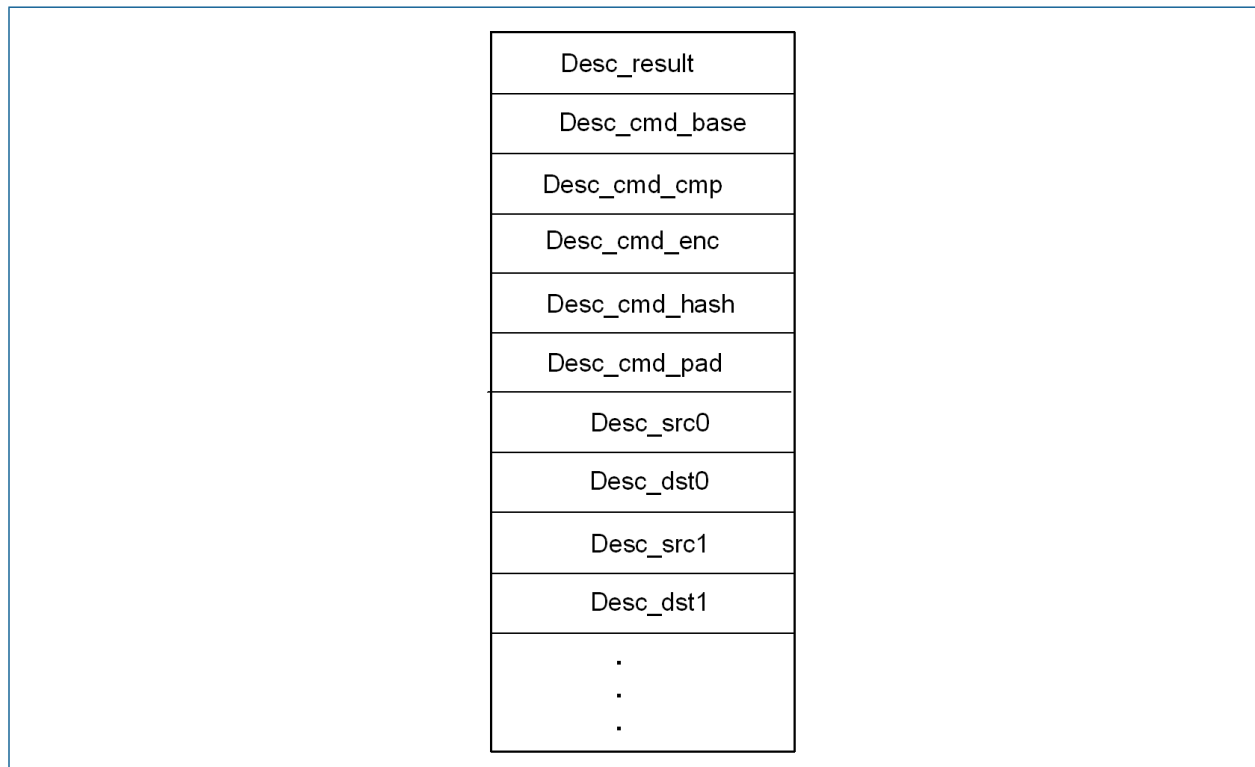 Desc_result
Desc_cmd_base
Desc_cmd_cmp
Desc_cmd_enc
Desc_cmd_hash
Desc_cmd_pad
Desc_src0
Desc_dst0
Desc_src1
Desc_dst1
.
.
.